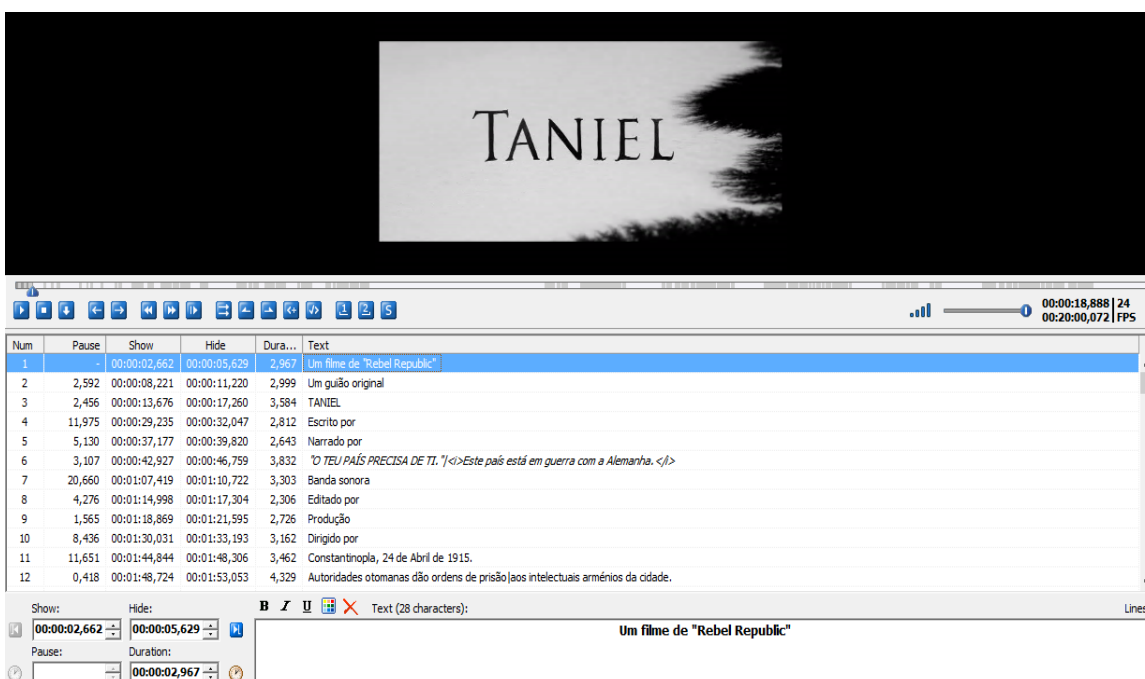 TANIEL
00:00:18,888 | 24
00:20:00,072 | FPS
Num Pause Show Hide Dura... Text
1 - 00:00:02,662 00:00:05,629 2,967 Um filme de "Rebel Republic"
2 2,592 00:00:08,221 00:00:11,220 2,999 Um guião original
3 2,456 00:00:13,676 00:00:17,260 3,584 TANIEL
4 11,975 00:00:29,235 00:00:32,047 2,812 Escrito por
5 5,130 00:00:37,177 00:00:39,820 2,643 Narrado por
6 3,107 00:00:42,927 00:00:46,759 3,832 "O TEU PAÍS PRECISA DE TI."|<i>Este país está em guerra com a Alemanha.</i>
7 20,660 00:01:07,419 00:01:10,722 3,303 Banda sonora
8 4,276 00:01:14,998 00:01:17,304 2,306 Editado por
9 1,565 00:01:18,869 00:01:21,595 2,726 Produção
10 8,436 00:01:30,031 00:01:33,193 3,162 Dirigido por
11 11,651 00:01:44,844 00:01:48,306 3,462 Constantinopla, 24 de Abril de 1915.
12 0,418 00:01:48,724 00:01:53,053 4,329 Autoridades otomanas dão ordens de prisão|aos intelectuais arménios da cidade.
Show: Hide: B I U Text (28 characters): Lines
00:00:02,662 00:00:05,629 Um filme de "Rebel Republic"
Pause: Duration:
00:00:02,967